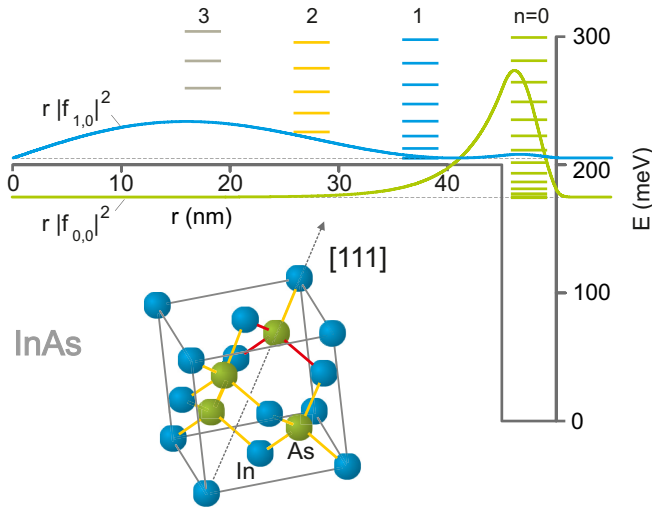 3 2 1 n=0
300
r |f1,0|²
200
0 10 20 30 40
r |f0,0|²
r (nm)
E (meV)
[111]
100
InAs
0
As
In